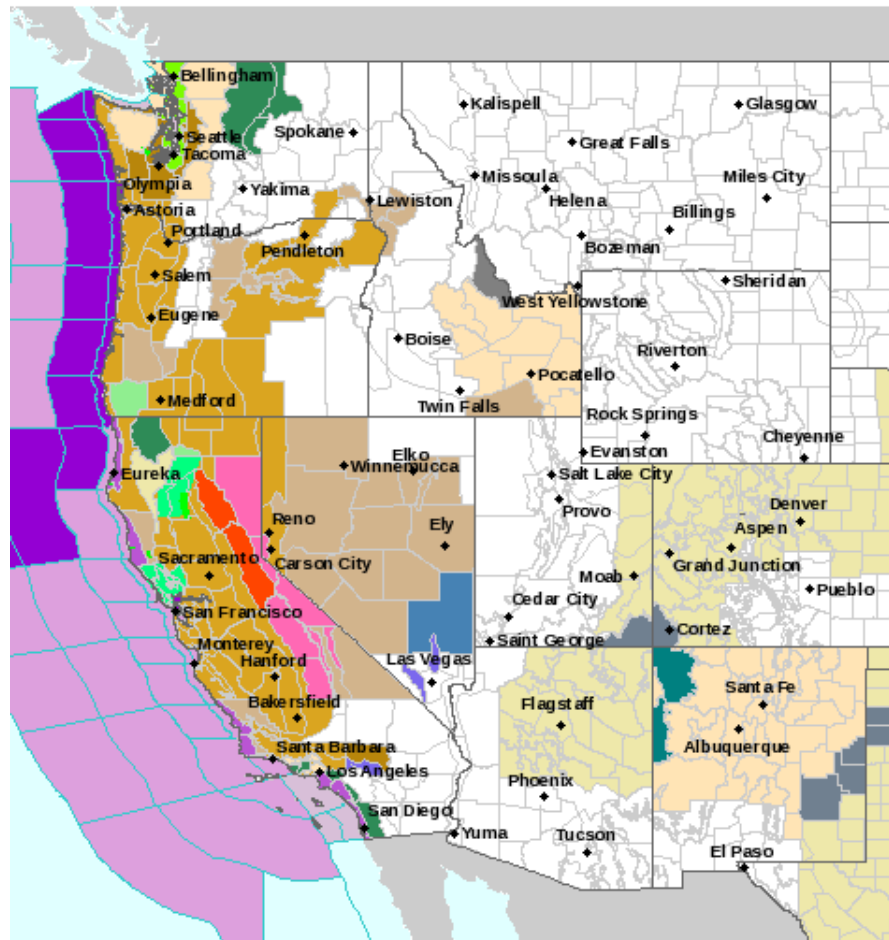 Bellingham
Kalispell
Glasgow
Seattle
Spokane
Great Falls
Tacoma
Olympia
Missoula
Miles City
Yakima
Lewiston
Helena
Astoria
Billings
Portland
Pendleton
Bozeman
Salem
Sheridan
West Yellowstone
Eugene
Boise
Riverton
Pocatello
Medford
Twin Falls
Rock Springs
Elko
Cheyenne
Evanston
Winnemucca
Eureka
Salt Lake City
Denver
Provo
Reno
Ely
Aspen
Sacramento
Carson City
Grand Junction
Moab
Pueblo
San Francisco
Cedar City
Cortez
Saint George
Monterey
Las Vegas
Hanford
Santa Fe
Flagstaff
Bakersfield
Albuquerque
Santa Barbara
Los Angeles
Phoenix
San Diego
Yuma
Tucson
El Paso